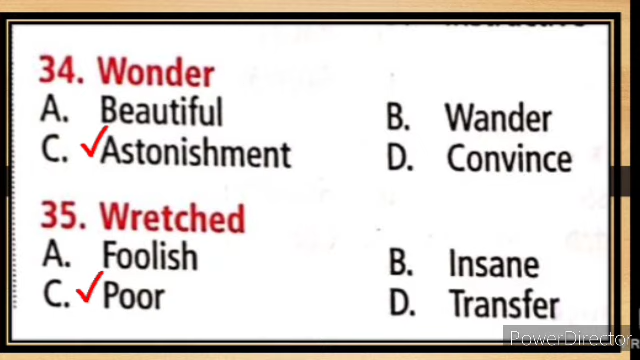 34. Wonder
A. Beautiful B. Wander
C. ✓Astonishment D. Convince
35. Wretched
A. Foolish B. Insane
C. ✓Poor D. Transfer
PowerDirector